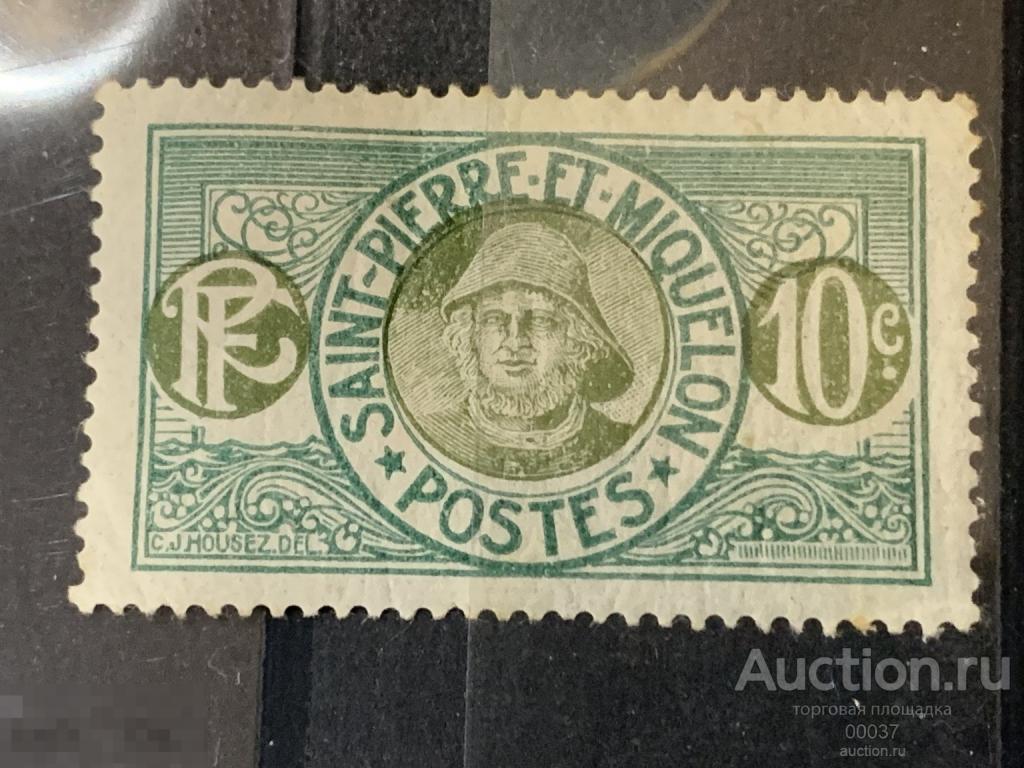 SAINT-PIERRE-ET-MIQUELON
RF
10c.
★ POSTES ★
C.J.HOUSEZ.DEL.
Auction.ru
торговая площадка
00037
auction.ru